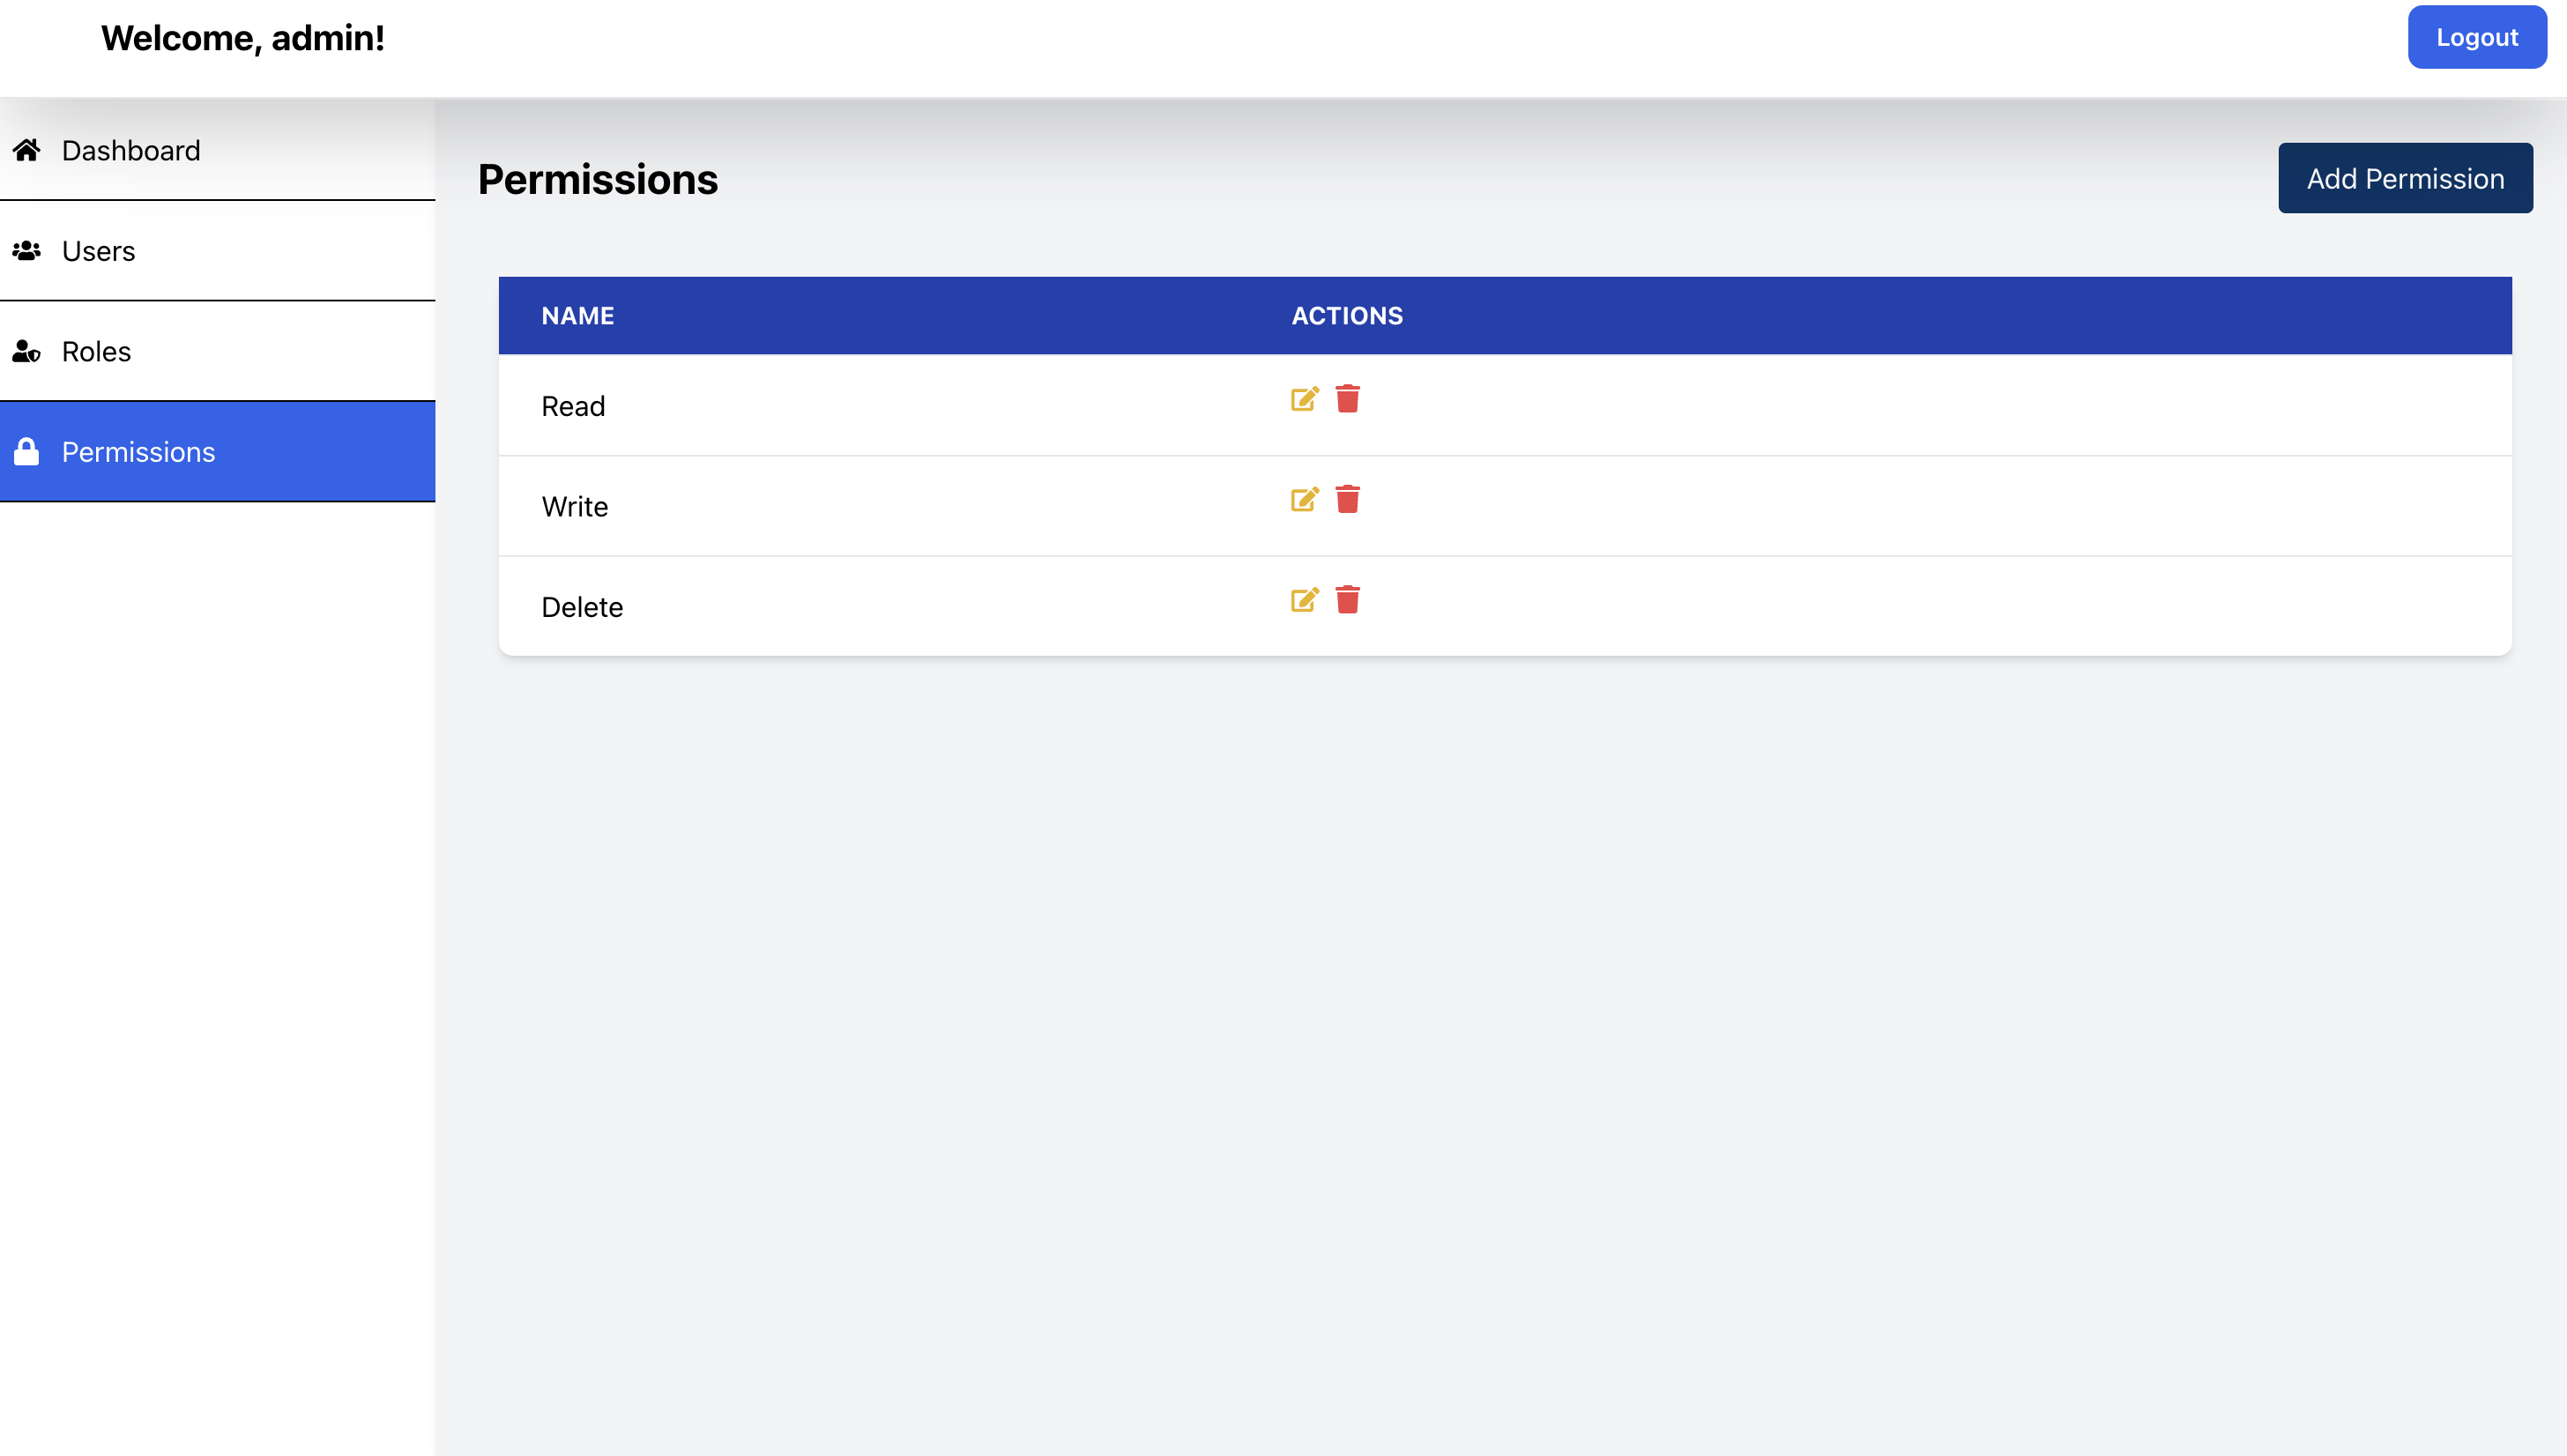 Welcome, admin!
Logout
Dashboard
Users
Roles
Permissions
Permissions
Add Permission
NAME ACTIONS
Read
Write
Delete